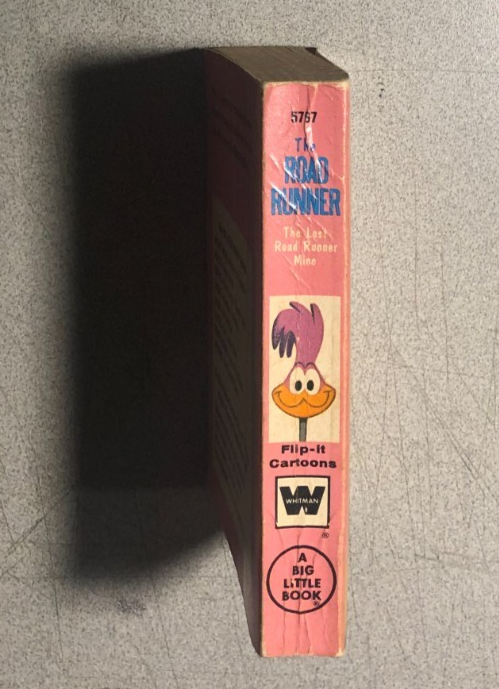 5767
The
ROAD
RUNNER
The Lost
Road Runner
Mine
Flip-it
Cartoons
WHITMAN
®
A
BIG
LITTLE
BOOK®